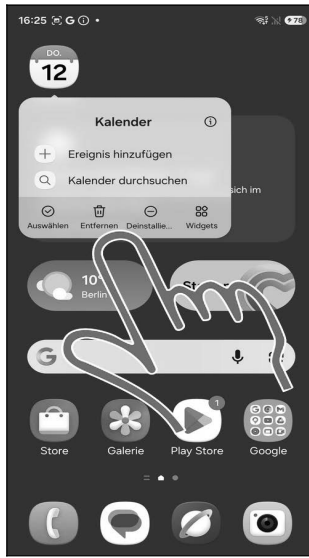 16:25 G
78
DO.
12
Kalender
Ereignis hinzufügen
Kalender durchsuchen
sich im
Auswählen Entfernen Deinstallie... Widgets
10°
Berlin
G
1
Store Galerie Play Store Google